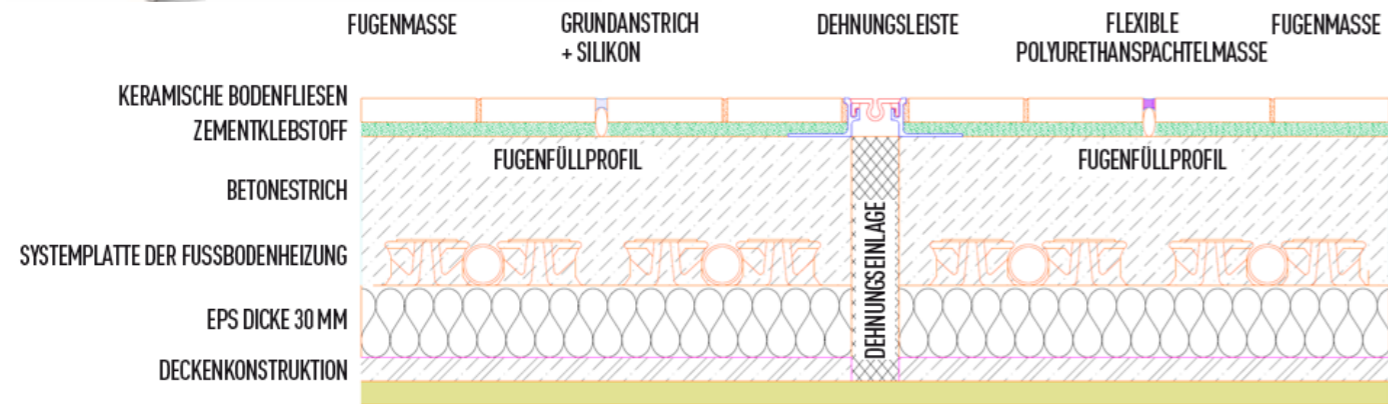 FUGENMASSE
GRUNDANSTRICH
+ SILIKON
DEHNUNGSLEISTE
FLEXIBLE
POLYURETHANSPACHTELMASSE
FUGENMASSE
KERAMISCHE BODENFLIESEN
ZEMENTKLEBSTOFF
FUGENFÜLLPROFIL
FUGENFÜLLPROFIL
BETONESTRICH
DEHNUNGSEINLAGE
SYSTEMPLATTE DER FUSSBODENHEIZUNG
EPS DICKE 30 MM
DECKENKONSTRUKTION